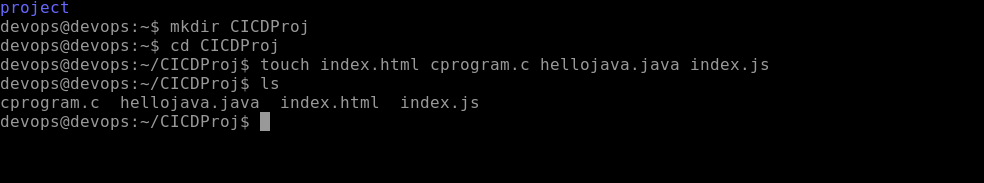 project
devops@devops:~$ mkdir CICDProj
devops@devops:~$ cd CICDProj
devops@devops:~/CICDProj$ touch index.html cprogram.c hellojava.java index.js
devops@devops:~/CICDProj$ ls
cprogram.c  hellojava.java  index.html  index.js
devops@devops:~/CICDProj$